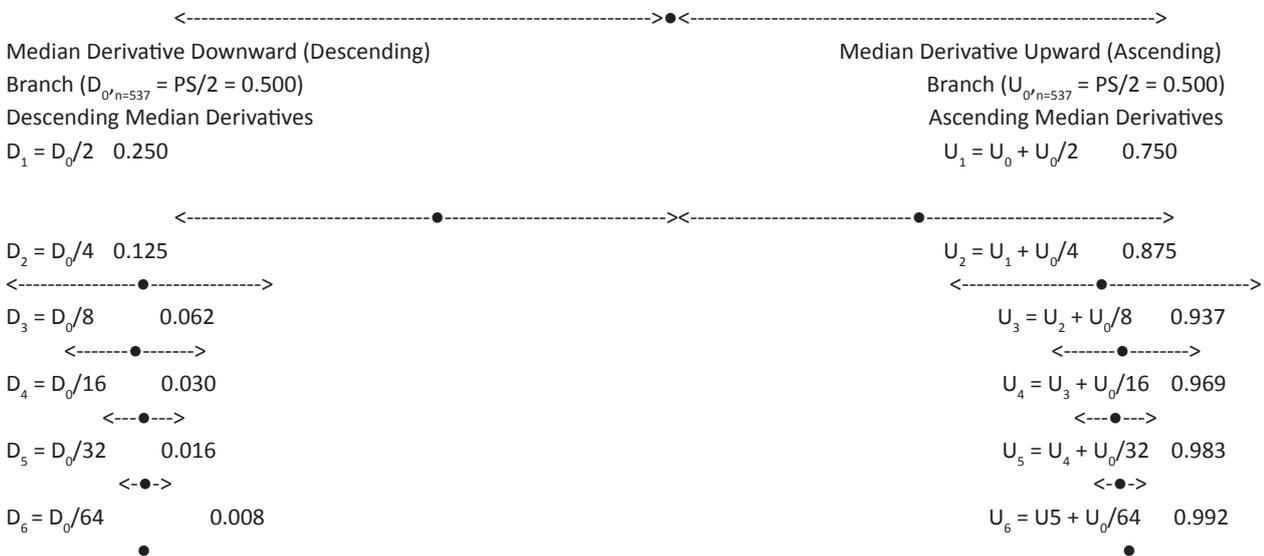 <----------------------------------------------------->●<----------------------------------------------------->
Median Derivative Downward (Descending) Median Derivative Upward (Ascending)
Branch (D₀,ₙ₌₅₃₇ = PS/2 = 0.500) Branch (U₀,ₙ₌₅₃₇ = PS/2 = 0.500)
Descending Median Derivatives Ascending Median Derivatives
D₁ = D₀/2 0.250 U₁ = U₀ + U₀/2 0.750
<---------------------------●--------------------------><-------------------------●--------------------------->
D₂ = D₀/4 0.125 U₂ = U₁ + U₀/4 0.875
<----------------●---------------> <------------------●------------------->
D₃ = D₀/8 0.062 U₃ = U₂ + U₀/8 0.937
<-------●-------> <-------●-------->
D₄ = D₀/16 0.030 U₄ = U₃ + U₀/16 0.969
<---●---> <---●--->
D₅ = D₀/32 0.016 U₅ = U₄ + U₀/32 0.983
<-●-> <-●->
D₆ = D₀/64 0.008 U₆ = U5 + U₀/64 0.992
● ●